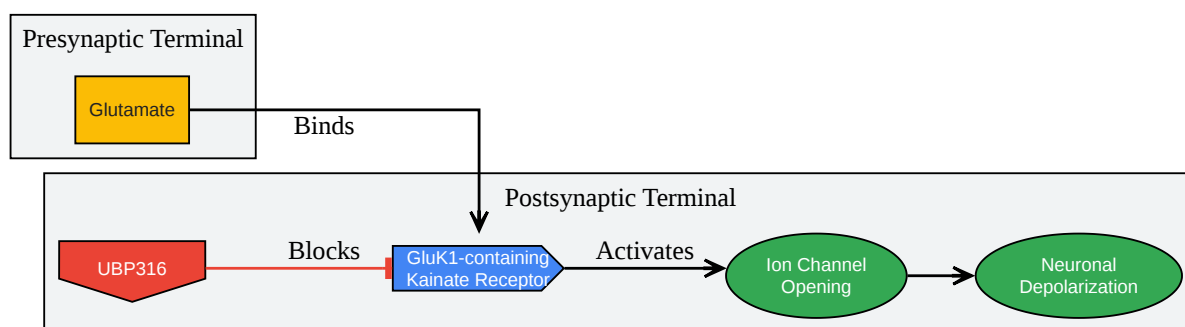 Presynaptic Terminal
Glutamate
Binds
Postsynaptic Terminal
UBP316
Blocks
GluK1-containing
Kainate Receptor
Activates
Ion Channel
Opening
Neuronal
Depolarization